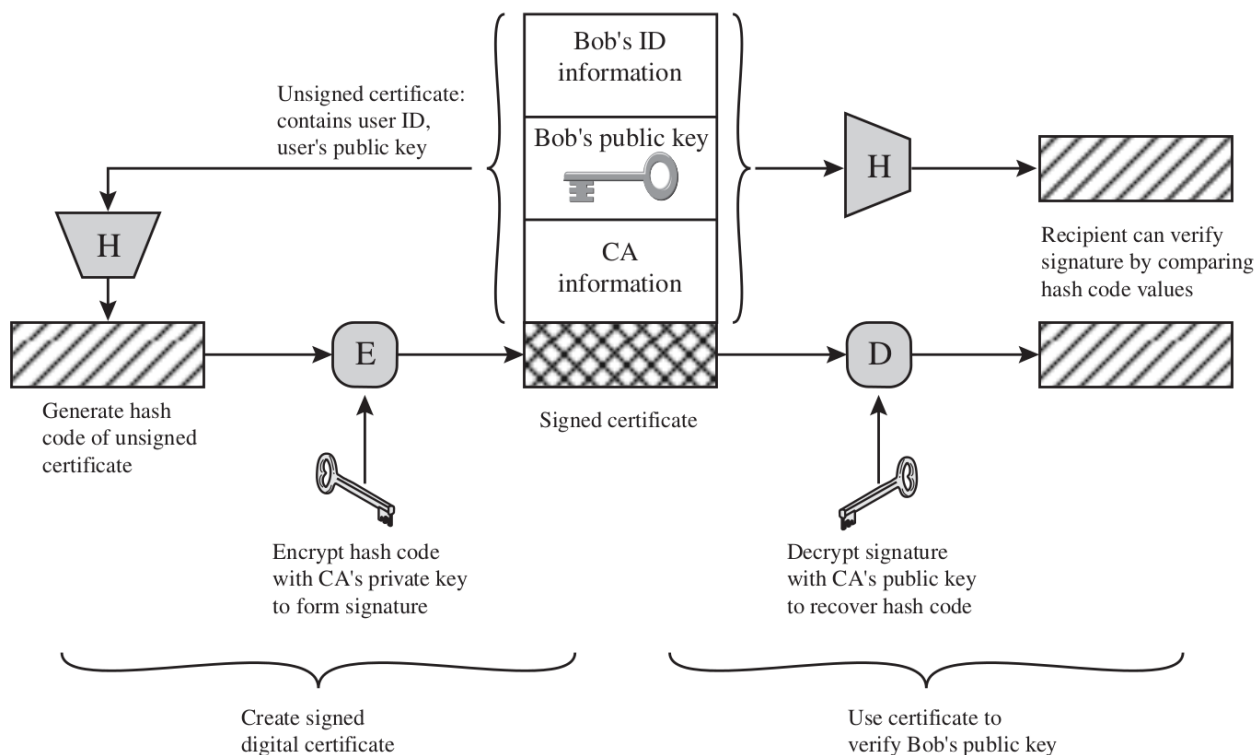 Bob's ID
information
Unsigned certificate:
contains user ID,
user's public key
Bob's public key
H
H
CA
information
Recipient can verify
signature by comparing
hash code values
E
D
Generate hash
code of unsigned
certificate
Signed certificate
Encrypt hash code
with CA's private key
to form signature
Decrypt signature
with CA's public key
to recover hash code
Create signed
digital certificate
Use certificate to
verify Bob's public key